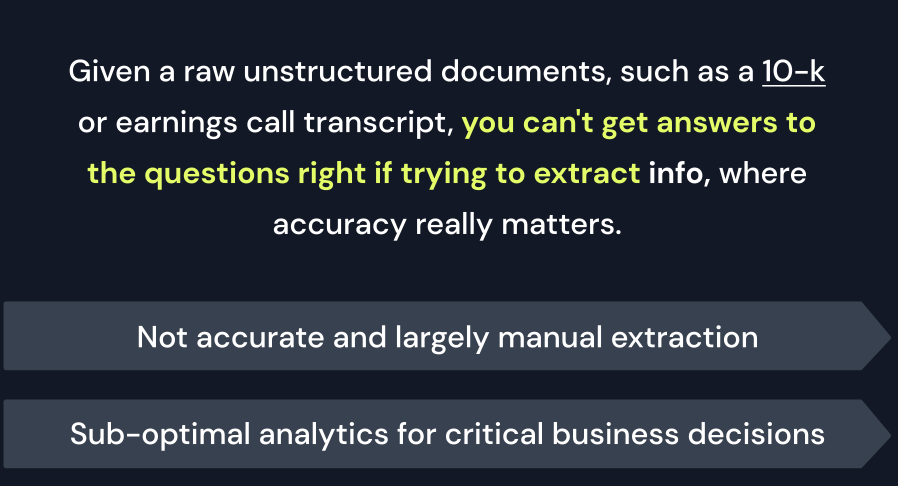 Given a raw unstructured documents, such as a 10-k
or earnings call transcript, you can't get answers to
the questions right if trying to extract info, where
accuracy really matters.
Not accurate and largely manual extraction
Sub-optimal analytics for critical business decisions